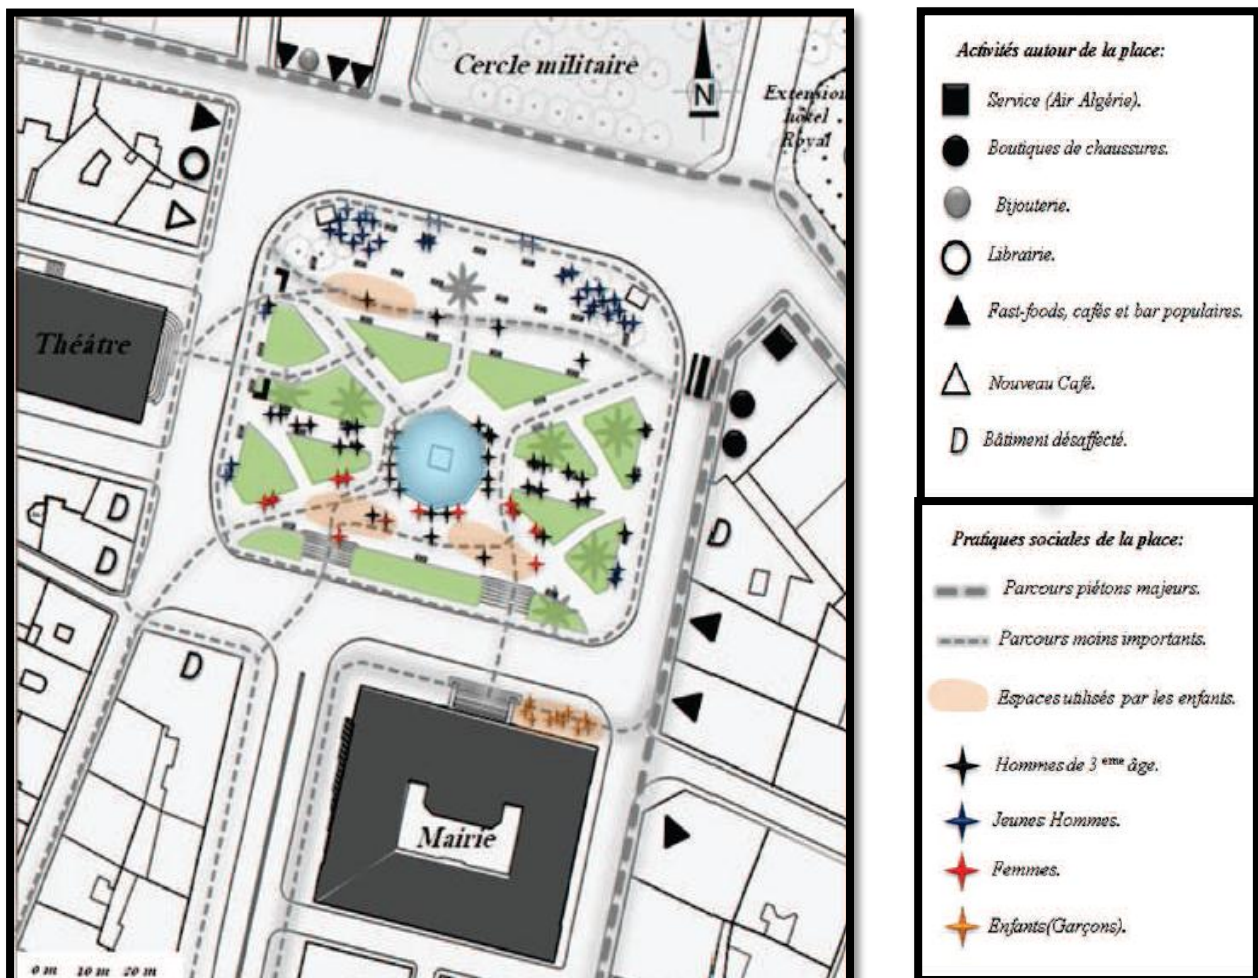 Cercle militaire
N
Extension
hôtel
Royal
Théâtre
D
D
D
D
Mairie
0 m 10 m 20 m
Activités autour de la place:
Service (Air Algérie).
Boutiques de chaussures.
Bijouterie.
Librairie.
Fast-foods, cafés et bar populaires.
Nouveau Café.
D Bâtiment désaffecté.
Pratiques sociales de la place:
Parcours piétons majeurs.
Parcours moins importants.
Espaces utilisés par les enfants.
Hommes de 3 eme âge.
Jeunes Hommes.
Femmes.
Enfants(Garçons).